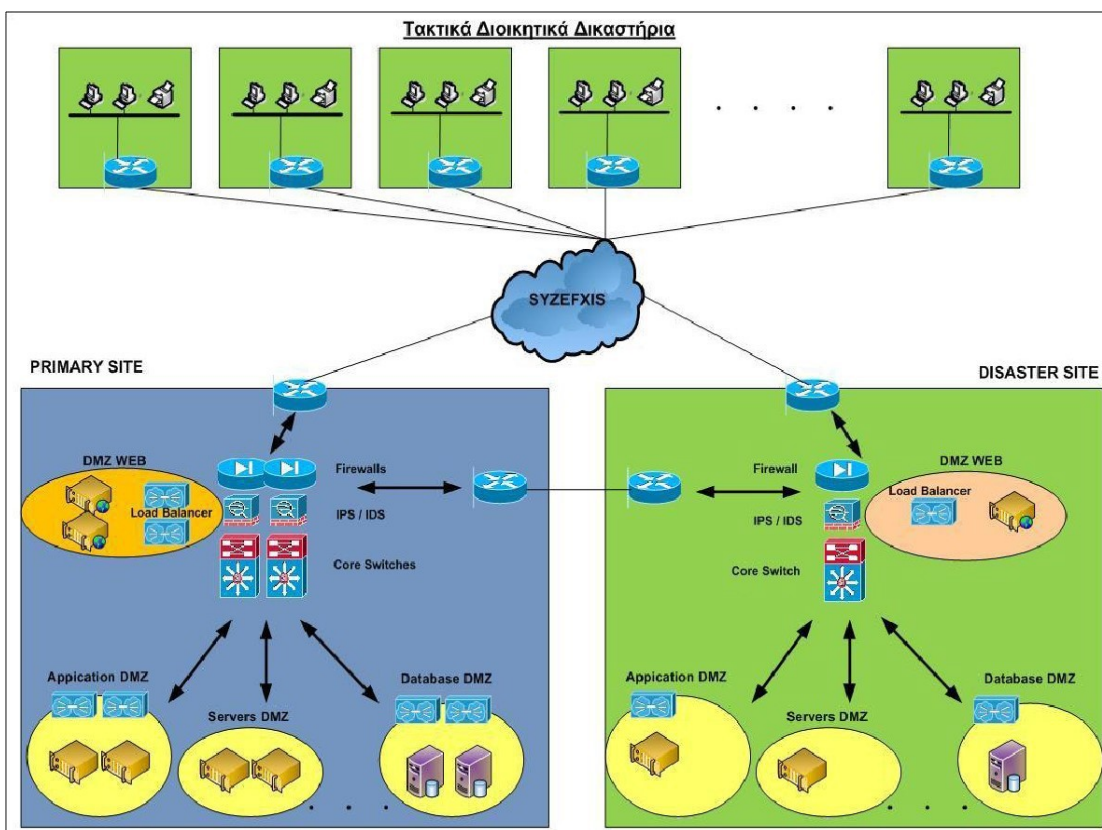 Τακτικά Διοικητικά Δικαστήρια
SYZEFXIS
PRIMARY SITE
DISASTER SITE
DMZ WEB
Load Balancer
Firewalls
IPS / IDS
Core Switches
Firewall
IPS / IDS
Core Switch
DMZ WEB
Load Balancer
Appication DMZ
Servers DMZ
Database DMZ
Appication DMZ
Servers DMZ
Database DMZ